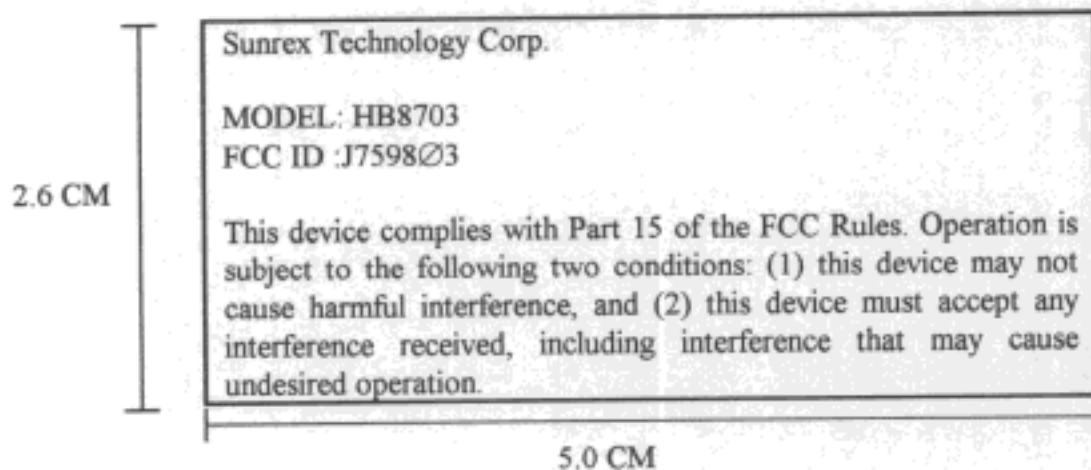 Sunrex Technology Corp.
MODEL: HB8703
FCC ID :J7598Ø3
2.6 CM
This device complies with Part 15 of the FCC Rules. Operation is
subject to the following two conditions: (1) this device may not
cause harmful interference, and (2) this device must accept any
interference received, including interference that may cause
undesired operation.
5.0 CM